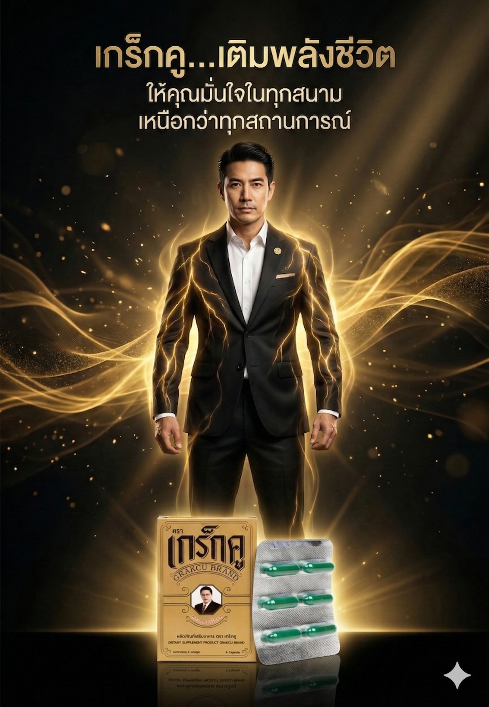 เกร็กคู...เติมพลังชีวิต
ให้คุณมั่นใจในทุกสนาม
เหนือกว่าทุกสถานการณ์
ตรา
เกร็กคู
GRAKCU BRAND
ผลิตภัณฑ์เสริมอาหาร ตรา เกร็กคู
DIETARY SUPPLEMENT PRODUCT GRAKCU BRAND